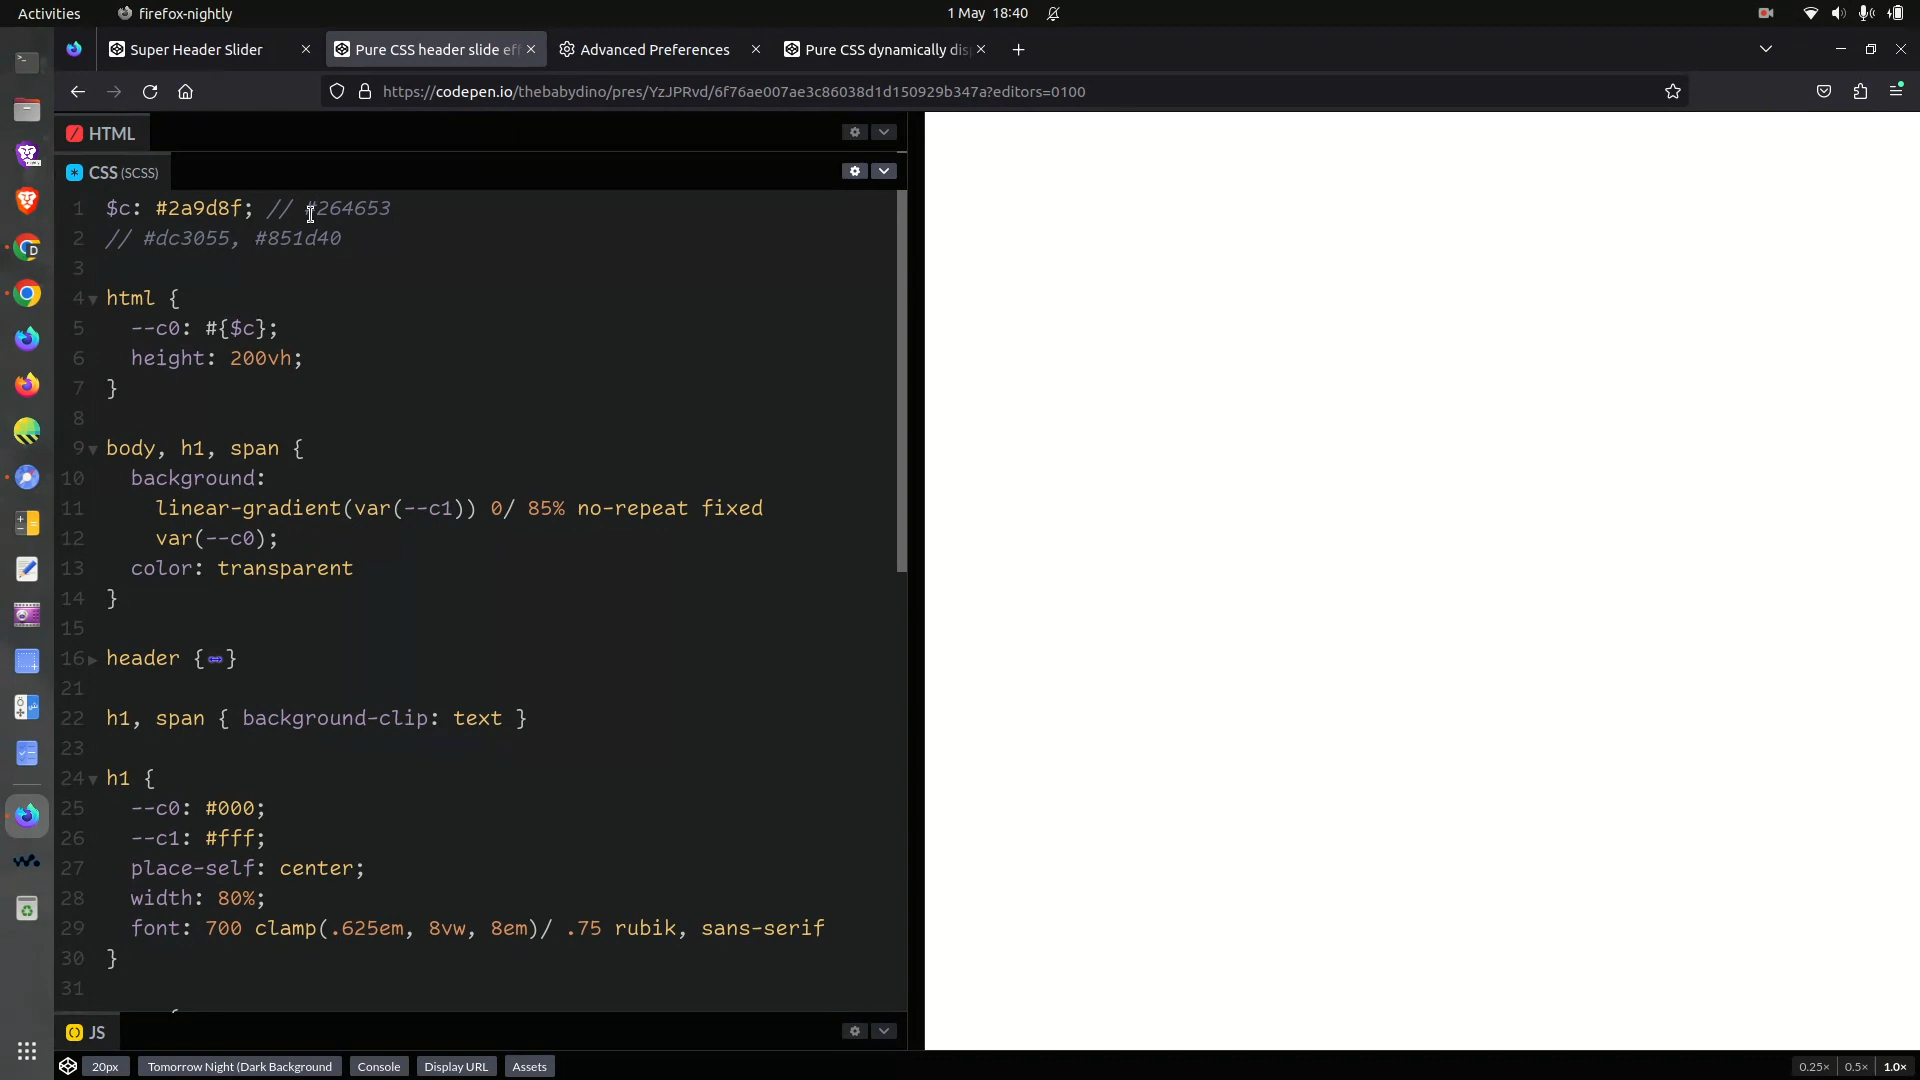 Activities
firefox-nightly
1 May 18:40
Super Header Slider
Pure CSS header slide eff
Advanced Preferences
Pure CSS dynamically dis
https://codepen.io/thebabydino/pres/YzJPRvd/6f76ae007ae3c86038d1d150929b347a?editors=0100
HTML
CSS (SCSS)
1 $c: #2a9d8f; // #264653
2 // #dc3055, #851d40
3
4 html {
5 --c0: #{$c};
6 height: 200vh;
7 }
8
9 body, h1, span {
10 background:
11 linear-gradient(var(--c1)) 0/ 85% no-repeat fixed
12 var(--c0);
13 color: transparent
14 }
15
16 header {↔}
21
22 h1, span { background-clip: text }
23
24 h1 {
25 --c0: #000;
26 --c1: #fff;
27 place-self: center;
28 width: 80%;
29 font: 700 clamp(.625em, 8vw, 8em)/ .75 rubik, sans-serif
30 }
31
JS
20px
Tomorrow Night (Dark Background
Console
Display URL
Assets
0.25×
0.5×
1.0×